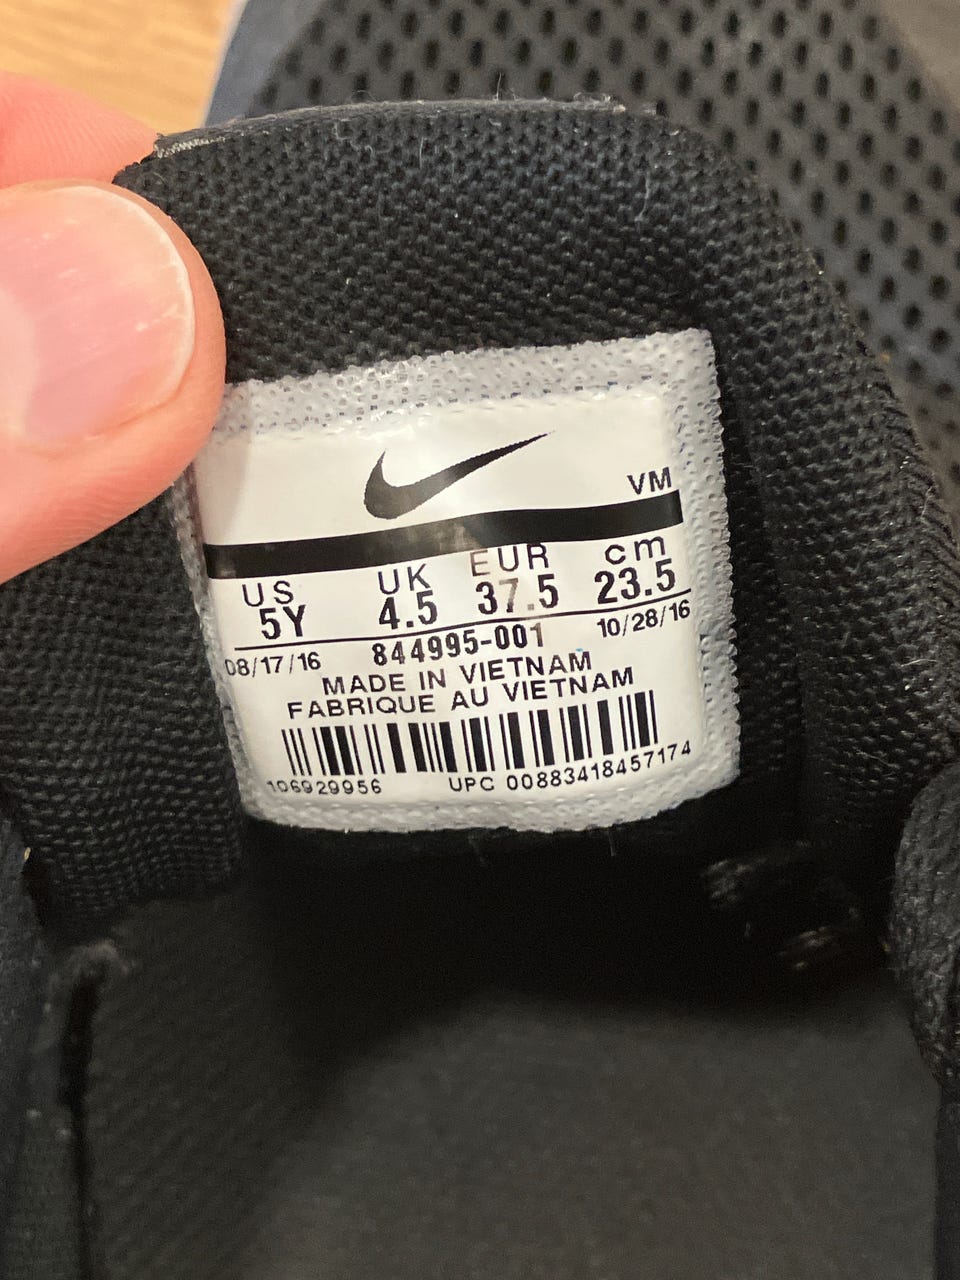 VM
US UK EUR cm
5Y 4.5 37.5 23.5
08/17/16 844995-001 10/28/16
MADE IN VIETNAM
FABRIQUE AU VIETNAM
106929956 UPC 00883418457174